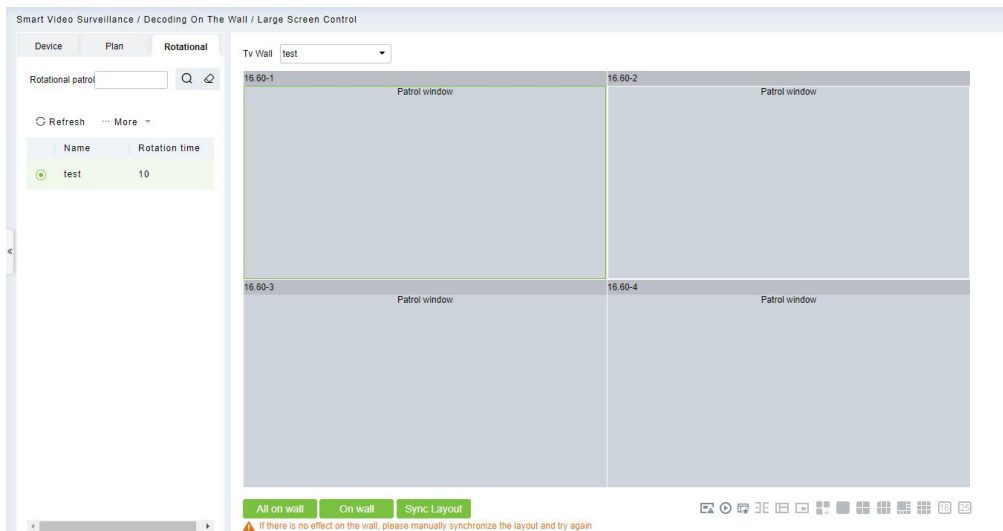 Smart Video Surveillance / Decoding On The Wall / Large Screen Control
Device Plan Rotational
Tv Wall test
Rotational patrol
Refresh ··· More
Name Rotation time
test 10
16.60-1 16.60-2
Patrol window Patrol window
16.60-3 16.60-4
Patrol window Patrol window
All on wall On wall Sync Layout
16 25
If there is no effect on the wall, please manually synchronize the layout and try again